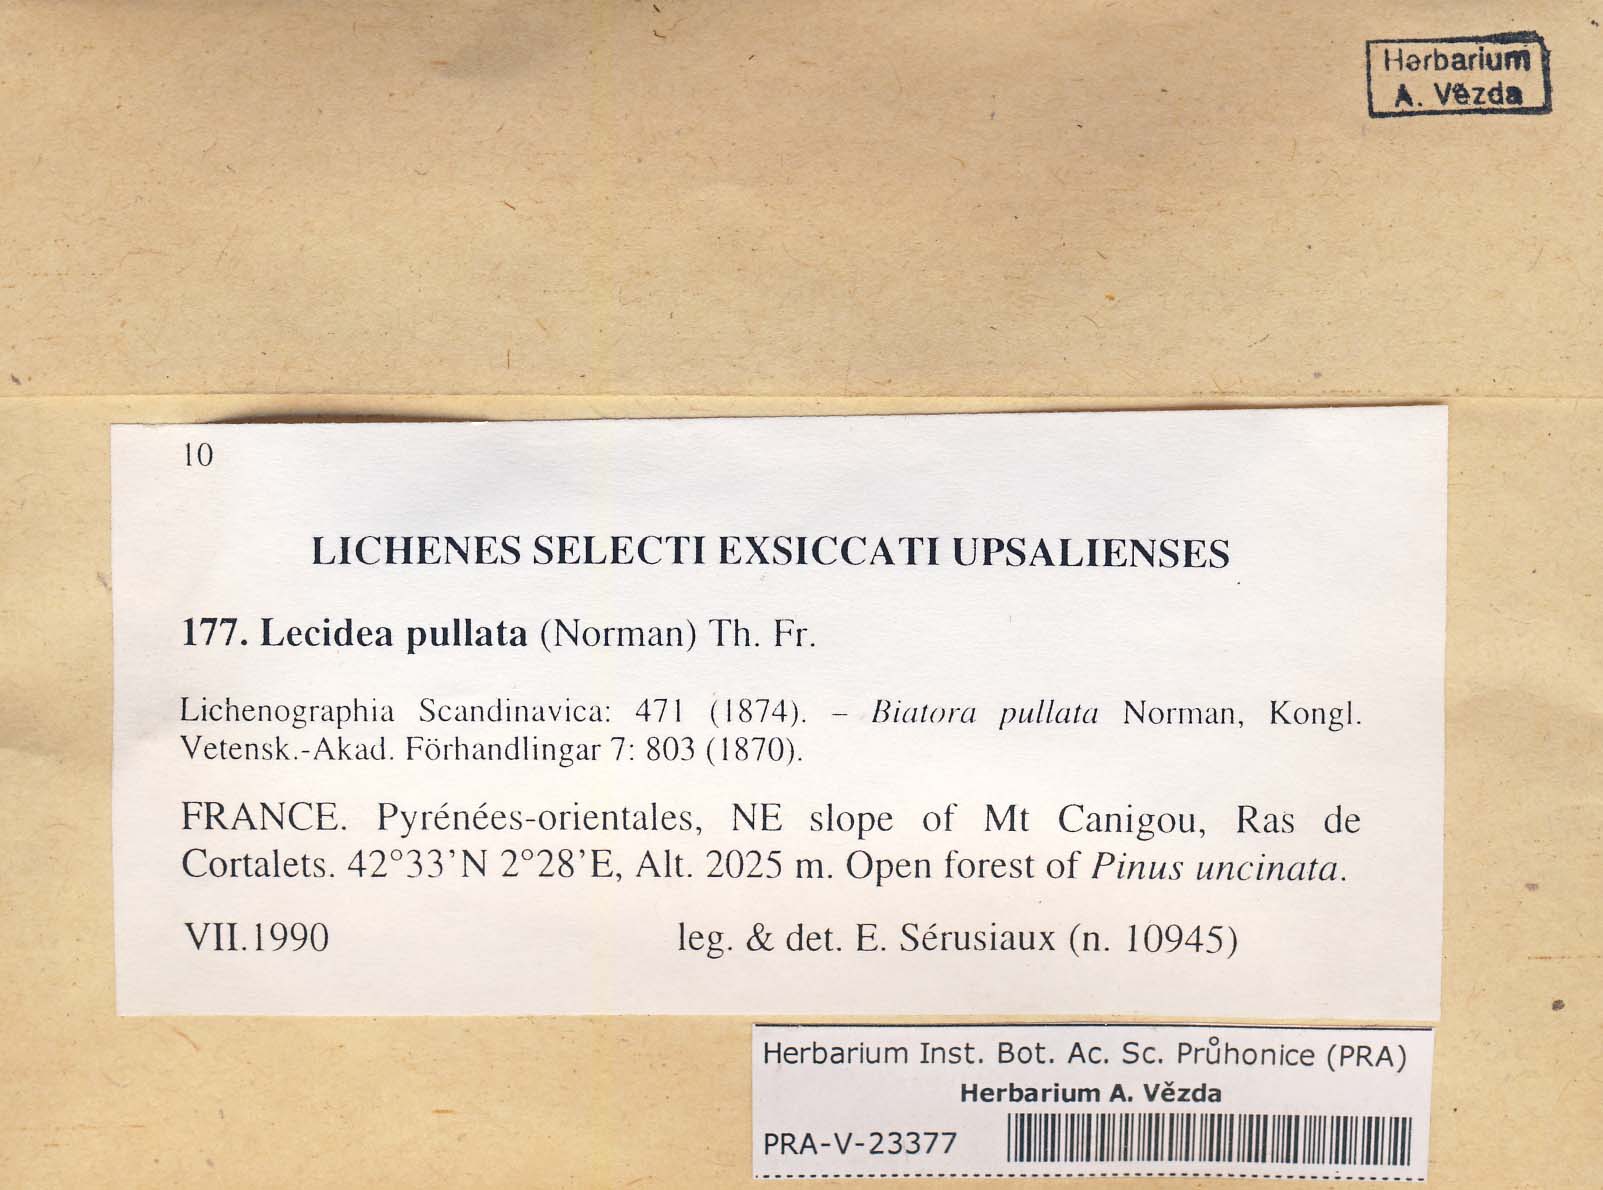 Herbarium
A. Vězda
10
LICHENES SELECTI EXSICCATI UPSALIENSES
177. Lecidea pullata (Norman) Th. Fr.
Lichenographia Scandinavica: 471 (1874). – Biatora pullata Norman, Kongl.
Vetensk.-Akad. Förhandlingar 7: 803 (1870).
FRANCE. Pyrénées-orientales, NE slope of Mt Canigou, Ras de
Cortalets. 42°33’N 2°28’E, Alt. 2025 m. Open forest of Pinus uncinata.
VII.1990 leg. & det. E. Sérusiaux (n. 10945)
Herbarium Inst. Bot. Ac. Sc. Průhonice (PRA)
Herbarium A. Vězda
PRA-V-23377